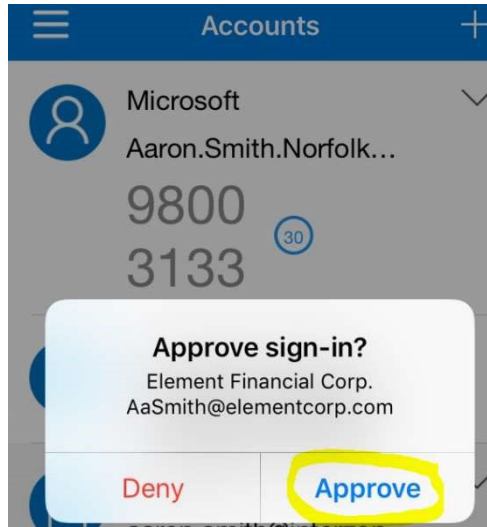 Accounts
Microsoft
Aaron.Smith.Norfolk...
9800
30
3133
Approve sign-in?
Element Financial Corp.
AaSmith@elementcorp.com
Deny
Approve